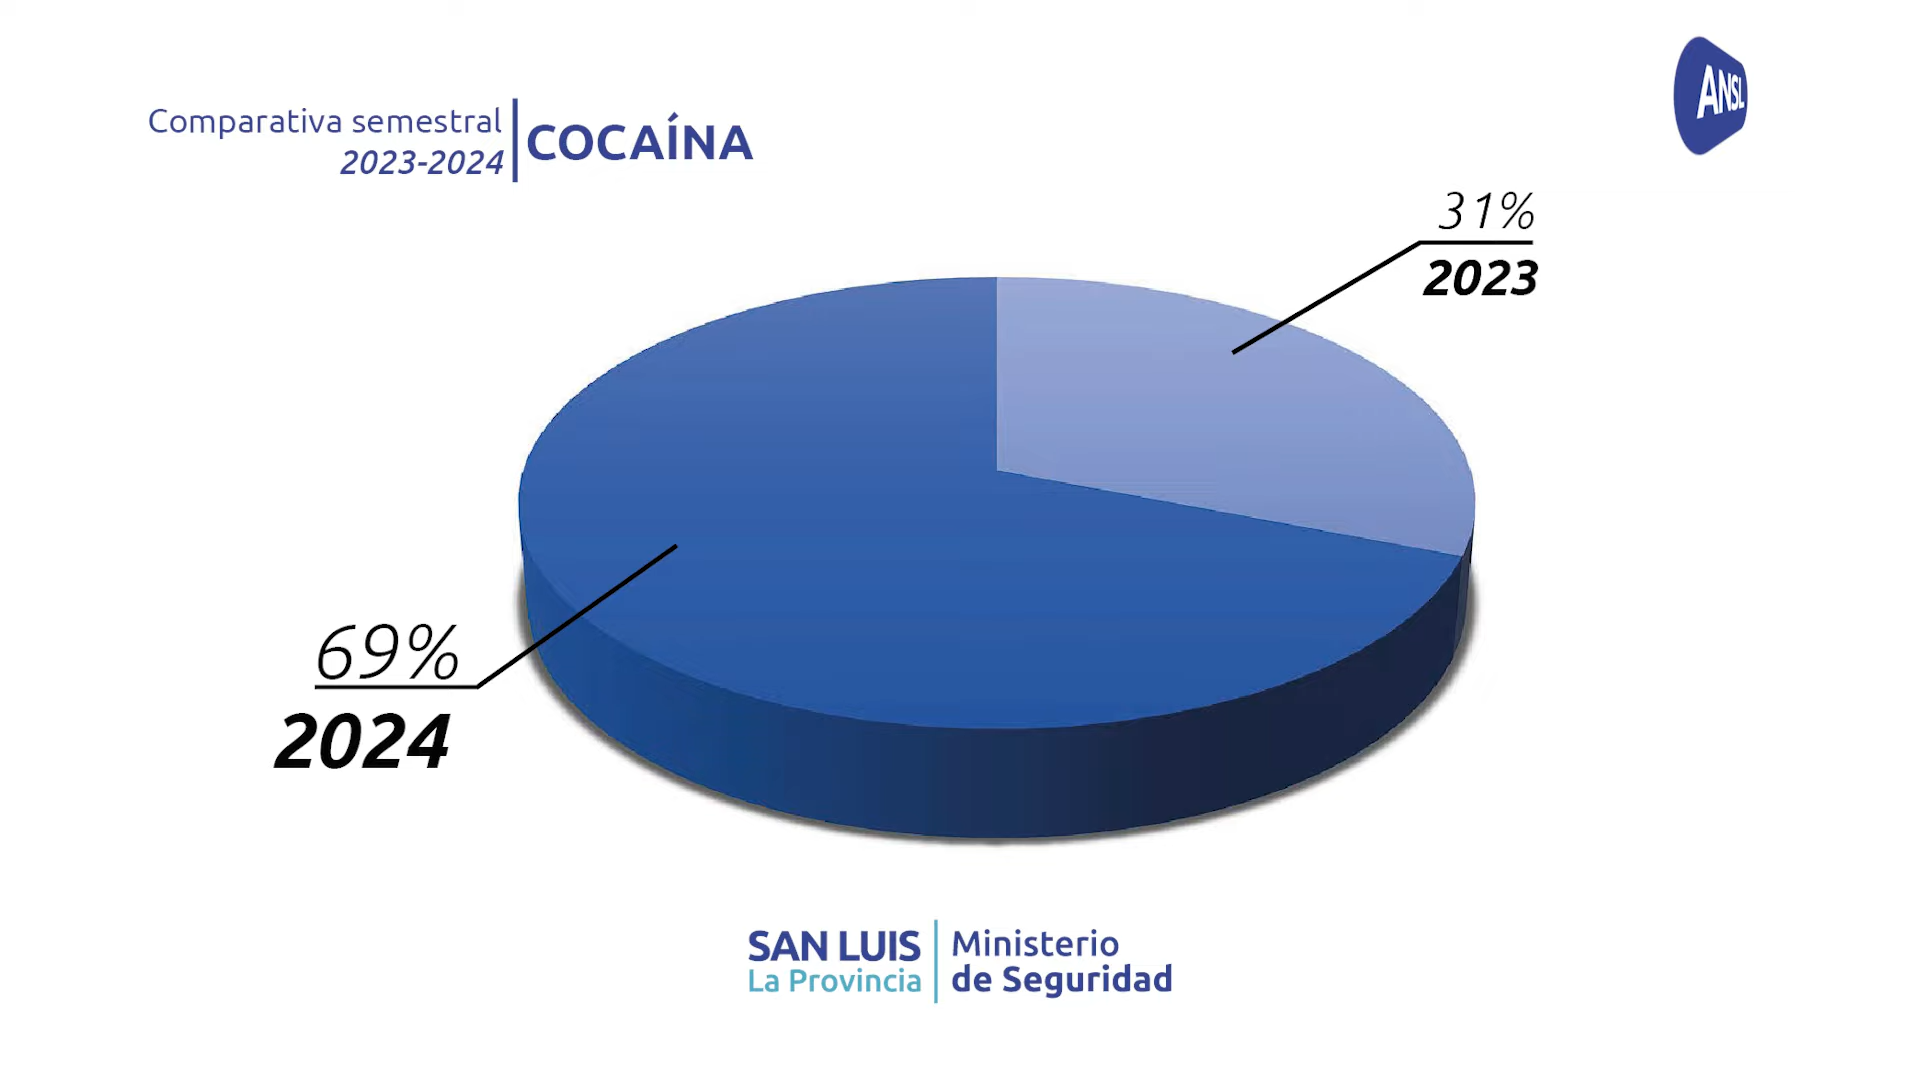 Comparativa semestral
2023-2024
COCAÍNA
ANSL
31%
2023
69%
2024
SAN LUIS
La Provincia
Ministerio
de Seguridad